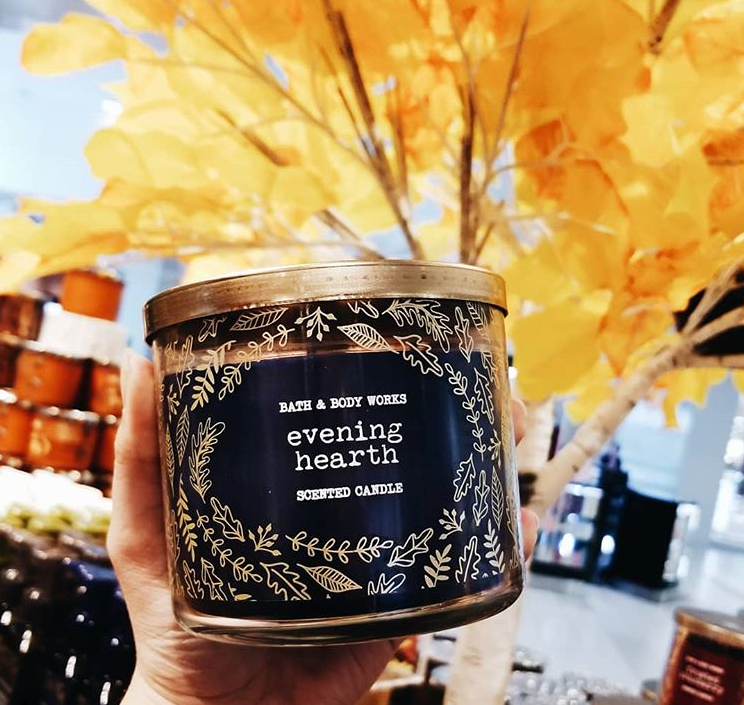 BATH & BODY WORKS
evening
hearth
SCENTED CANDLE